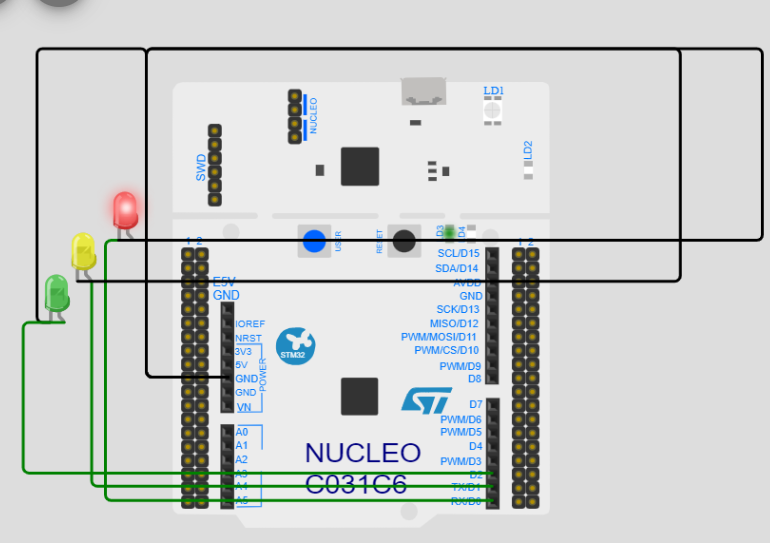 LD1
NUCLEO
LD2
SWD
USER
RESET
D3
D4
1 2
1 2
SCL/D15
SDA/D14
AVDD
GND
SCK/D13
MISO/D12
PWM/MOSI/D11
PWM/CS/D10
PWM/D9
D8
E5V
GND
IOREF
NRST
3V3
5V
GND
GND
VN
POWER
STM32
ST
D7
PWM/D6
PWM/D5
D4
PWM/D3
D2
TX/D1
RX/D0
A0
A1
A2
A3
A4
A5
NUCLEO
C031C6